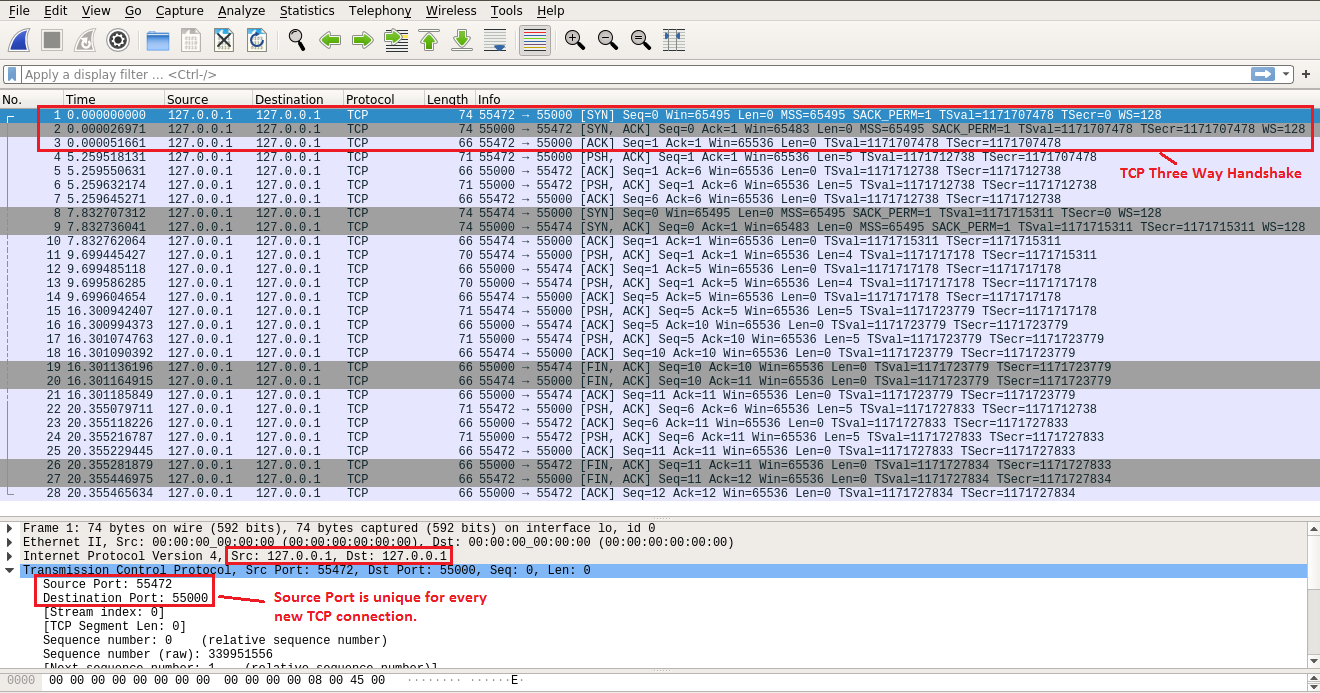 File Edit View Go Capture Analyze Statistics Telephony Wireless Tools Help
Apply a display filter … <Ctrl-/>
No. Time Source Destination Protocol Length Info
1 0.000000000 127.0.0.1 127.0.0.1 TCP 74 55472 → 55000 [SYN] Seq=0 Win=65495 Len=0 MSS=65495 SACK_PERM=1 TSval=1171707478 TSecr=0 WS=128
2 0.000026971 127.0.0.1 127.0.0.1 TCP 74 55000 → 55472 [SYN, ACK] Seq=0 Ack=1 Win=65483 Len=0 MSS=65495 SACK_PERM=1 TSval=1171707478 TSecr=1171707478 WS=128
3 0.000051661 127.0.0.1 127.0.0.1 TCP 66 55472 → 55000 [ACK] Seq=1 Ack=1 Win=65536 Len=0 TSval=1171707478 TSecr=1171707478
4 5.259518131 127.0.0.1 127.0.0.1 TCP 71 55472 → 55000 [PSH, ACK] Seq=1 Ack=1 Win=65536 Len=5 TSval=1171712738 TSecr=1171707478
TCP Three Way Handshake
5 5.259550631 127.0.0.1 127.0.0.1 TCP 66 55000 → 55472 [ACK] Seq=1 Ack=6 Win=65536 Len=0 TSval=1171712738 TSecr=1171712738
6 5.259632174 127.0.0.1 127.0.0.1 TCP 71 55000 → 55472 [PSH, ACK] Seq=1 Ack=6 Win=65536 Len=5 TSval=1171712738 TSecr=1171712738
7 5.259645271 127.0.0.1 127.0.0.1 TCP 66 55472 → 55000 [ACK] Seq=6 Ack=6 Win=65536 Len=0 TSval=1171712738 TSecr=1171712738
8 7.832707312 127.0.0.1 127.0.0.1 TCP 74 55474 → 55000 [SYN] Seq=0 Win=65495 Len=0 MSS=65495 SACK_PERM=1 TSval=1171715311 TSecr=0 WS=128
9 7.832736041 127.0.0.1 127.0.0.1 TCP 74 55000 → 55474 [SYN, ACK] Seq=0 Ack=1 Win=65483 Len=0 MSS=65495 SACK_PERM=1 TSval=1171715311 TSecr=1171715311 WS=128
10 7.832762064 127.0.0.1 127.0.0.1 TCP 66 55474 → 55000 [ACK] Seq=1 Ack=1 Win=65536 Len=0 TSval=1171715311 TSecr=1171715311
11 9.699445427 127.0.0.1 127.0.0.1 TCP 70 55474 → 55000 [PSH, ACK] Seq=1 Ack=1 Win=65536 Len=4 TSval=1171717178 TSecr=1171715311
12 9.699485118 127.0.0.1 127.0.0.1 TCP 66 55000 → 55474 [ACK] Seq=1 Ack=5 Win=65536 Len=0 TSval=1171717178 TSecr=1171717178
13 9.699586285 127.0.0.1 127.0.0.1 TCP 70 55000 → 55474 [PSH, ACK] Seq=1 Ack=5 Win=65536 Len=4 TSval=1171717178 TSecr=1171717178
14 9.699604654 127.0.0.1 127.0.0.1 TCP 66 55474 → 55000 [ACK] Seq=5 Ack=5 Win=65536 Len=0 TSval=1171717178 TSecr=1171717178
15 16.300942407 127.0.0.1 127.0.0.1 TCP 71 55474 → 55000 [PSH, ACK] Seq=5 Ack=5 Win=65536 Len=5 TSval=1171723779 TSecr=1171717178
16 16.300994373 127.0.0.1 127.0.0.1 TCP 66 55000 → 55474 [ACK] Seq=5 Ack=10 Win=65536 Len=0 TSval=1171723779 TSecr=1171723779
17 16.301074763 127.0.0.1 127.0.0.1 TCP 71 55000 → 55474 [PSH, ACK] Seq=5 Ack=10 Win=65536 Len=5 TSval=1171723779 TSecr=1171723779
18 16.301090392 127.0.0.1 127.0.0.1 TCP 66 55474 → 55000 [ACK] Seq=10 Ack=10 Win=65536 Len=0 TSval=1171723779 TSecr=1171723779
19 16.301136196 127.0.0.1 127.0.0.1 TCP 66 55000 → 55474 [FIN, ACK] Seq=10 Ack=10 Win=65536 Len=0 TSval=1171723779 TSecr=1171723779
20 16.301164915 127.0.0.1 127.0.0.1 TCP 66 55474 → 55000 [FIN, ACK] Seq=10 Ack=11 Win=65536 Len=0 TSval=1171723779 TSecr=1171723779
21 16.301185849 127.0.0.1 127.0.0.1 TCP 66 55000 → 55474 [ACK] Seq=11 Ack=11 Win=65536 Len=0 TSval=1171723779 TSecr=1171723779
22 20.355079711 127.0.0.1 127.0.0.1 TCP 71 55472 → 55000 [PSH, ACK] Seq=6 Ack=6 Win=65536 Len=5 TSval=1171727833 TSecr=1171712738
23 20.355118226 127.0.0.1 127.0.0.1 TCP 66 55000 → 55472 [ACK] Seq=6 Ack=11 Win=65536 Len=0 TSval=1171727833 TSecr=1171727833
24 20.355216787 127.0.0.1 127.0.0.1 TCP 71 55000 → 55472 [PSH, ACK] Seq=6 Ack=11 Win=65536 Len=5 TSval=1171727833 TSecr=1171727833
25 20.355229445 127.0.0.1 127.0.0.1 TCP 66 55472 → 55000 [ACK] Seq=11 Ack=11 Win=65536 Len=0 TSval=1171727833 TSecr=1171727833
26 20.355281879 127.0.0.1 127.0.0.1 TCP 66 55000 → 55472 [FIN, ACK] Seq=11 Ack=11 Win=65536 Len=0 TSval=1171727834 TSecr=1171727833
27 20.355446975 127.0.0.1 127.0.0.1 TCP 66 55472 → 55000 [FIN, ACK] Seq=11 Ack=12 Win=65536 Len=0 TSval=1171727834 TSecr=1171727834
28 20.355465634 127.0.0.1 127.0.0.1 TCP 66 55000 → 55472 [ACK] Seq=12 Ack=12 Win=65536 Len=0 TSval=1171727834 TSecr=1171727834
Frame 1: 74 bytes on wire (592 bits), 74 bytes captured (592 bits) on interface lo, id 0
Ethernet II, Src: 00:00:00_00:00:00 (00:00:00:00:00:00), Dst: 00:00:00_00:00:00 (00:00:00:00:00:00)
Internet Protocol Version 4, Src: 127.0.0.1, Dst: 127.0.0.1
Transmission Control Protocol, Src Port: 55472, Dst Port: 55000, Seq: 0, Len: 0
Source Port: 55472
Destination Port: 55000
Source Port is unique for every
new TCP connection.
[Stream index: 0]
[TCP Segment Len: 0]
Sequence number: 0 (relative sequence number)
Sequence number (raw): 339951556
[Next sequence number: 1 (relative sequence number)]
0000 00 00 00 00 00 00 00 00 00 00 00 00 08 00 45 00 ········ ······E·